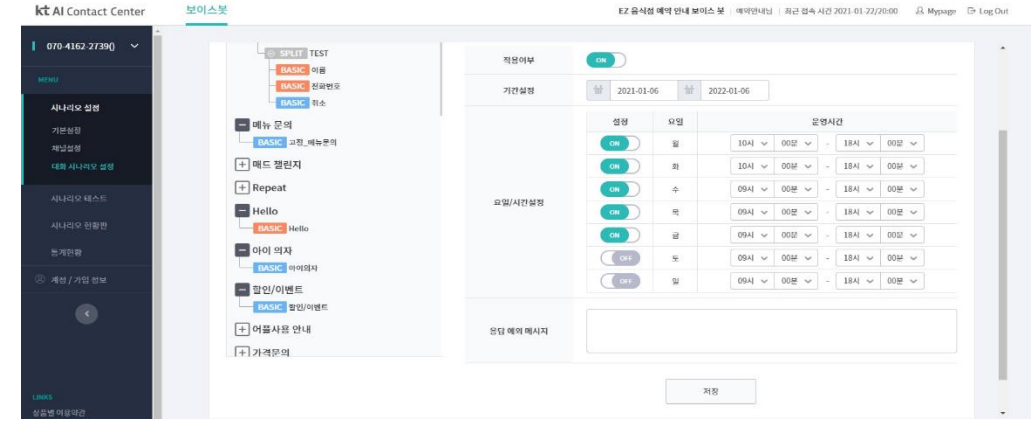 kt AI Contact Center
보이스봇
EZ 음식점 예약 안내 보이스 봇
예약안내님
최근 접속 시간 2021-01-22/20:00
Mypage
Log Out
070-4162-2739()
MENU
시나리오 설정
기본설정
채널설정
대화 시나리오 설정
시나리오 테스트
시나리오 현황판
통계현황
계정 / 가입 정보
LINKS
상품별 이용약관
SPLIT TEST
BASIC 이름
BASIC 전화번호
BASIC 취소
메뉴 문의
BASIC 고정_메뉴문의
매드 챌린지
Repeat
Hello
BASIC Hello
아이 의자
BASIC 아이의자
할인/이벤트
BASIC 할인/이벤트
어플사용 안내
가격문의
적용여부 ON
기간설정 2021-01-06 2022-01-06
요일/시간설정
설정 요일 운영시간
ON 월 10시 00분 - 18시 00분
ON 화 10시 00분 - 18시 00분
ON 수 09시 00분 - 18시 00분
ON 목 09시 00분 - 18시 00분
ON 금 09시 00분 - 18시 00분
OFF 토 09시 00분 - 18시 00분
OFF 일 09시 00분 - 18시 00분
응답 예외 메시지
저장